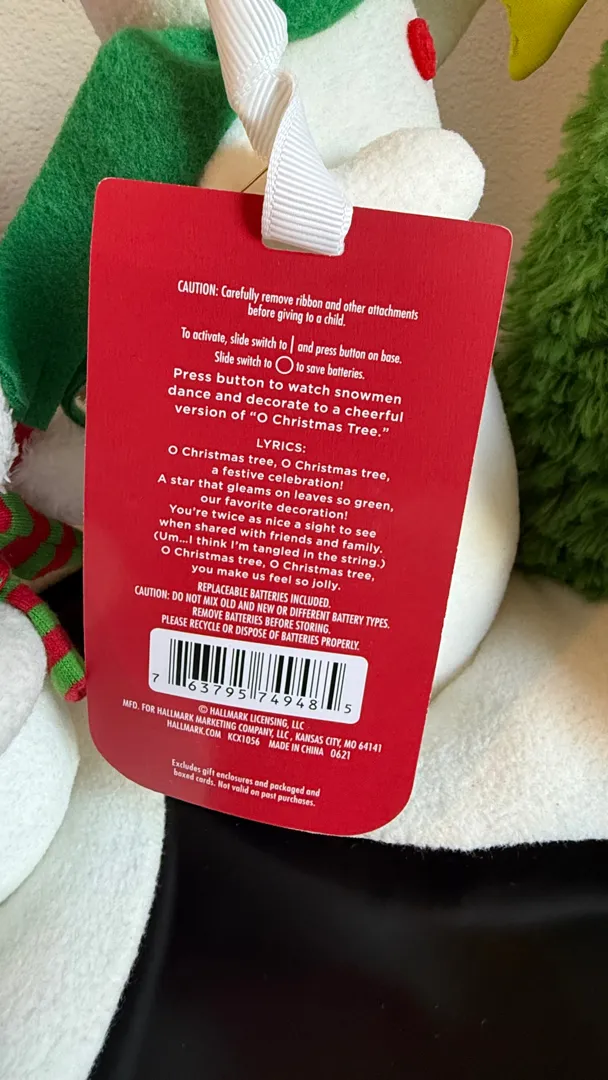 CAUTION: Carefully remove ribbon and other attachments
before giving to a child.
To activate, slide switch to | and press button on base.
Slide switch to ◯ to save batteries.
Press button to watch snowmen
dance and decorate to a cheerful
version of “O Christmas Tree.”
LYRICS:
O Christmas tree, O Christmas tree,
a festive celebration!
A star that gleams on leaves so green,
our favorite decoration!
You're twice as nice a sight to see
when shared with friends and family.
(Um...I think I'm tangled in the string.)
O Christmas tree, O Christmas tree,
you make us feel so jolly.
REPLACEABLE BATTERIES INCLUDED.
CAUTION: DO NOT MIX OLD AND NEW OR DIFFERENT BATTERY TYPES.
REMOVE BATTERIES BEFORE STORING.
PLEASE RECYCLE OR DISPOSE OF BATTERIES PROPERLY.
7 63795 74948 5
© HALLMARK LICENSING, LLC
MFD. FOR HALLMARK MARKETING COMPANY, LLC, KANSAS CITY, MO 64141
HALLMARK.COM KCX1056 MADE IN CHINA 0621
Excludes gift enclosures and packaged and
boxed cards. Not valid on past purchases.